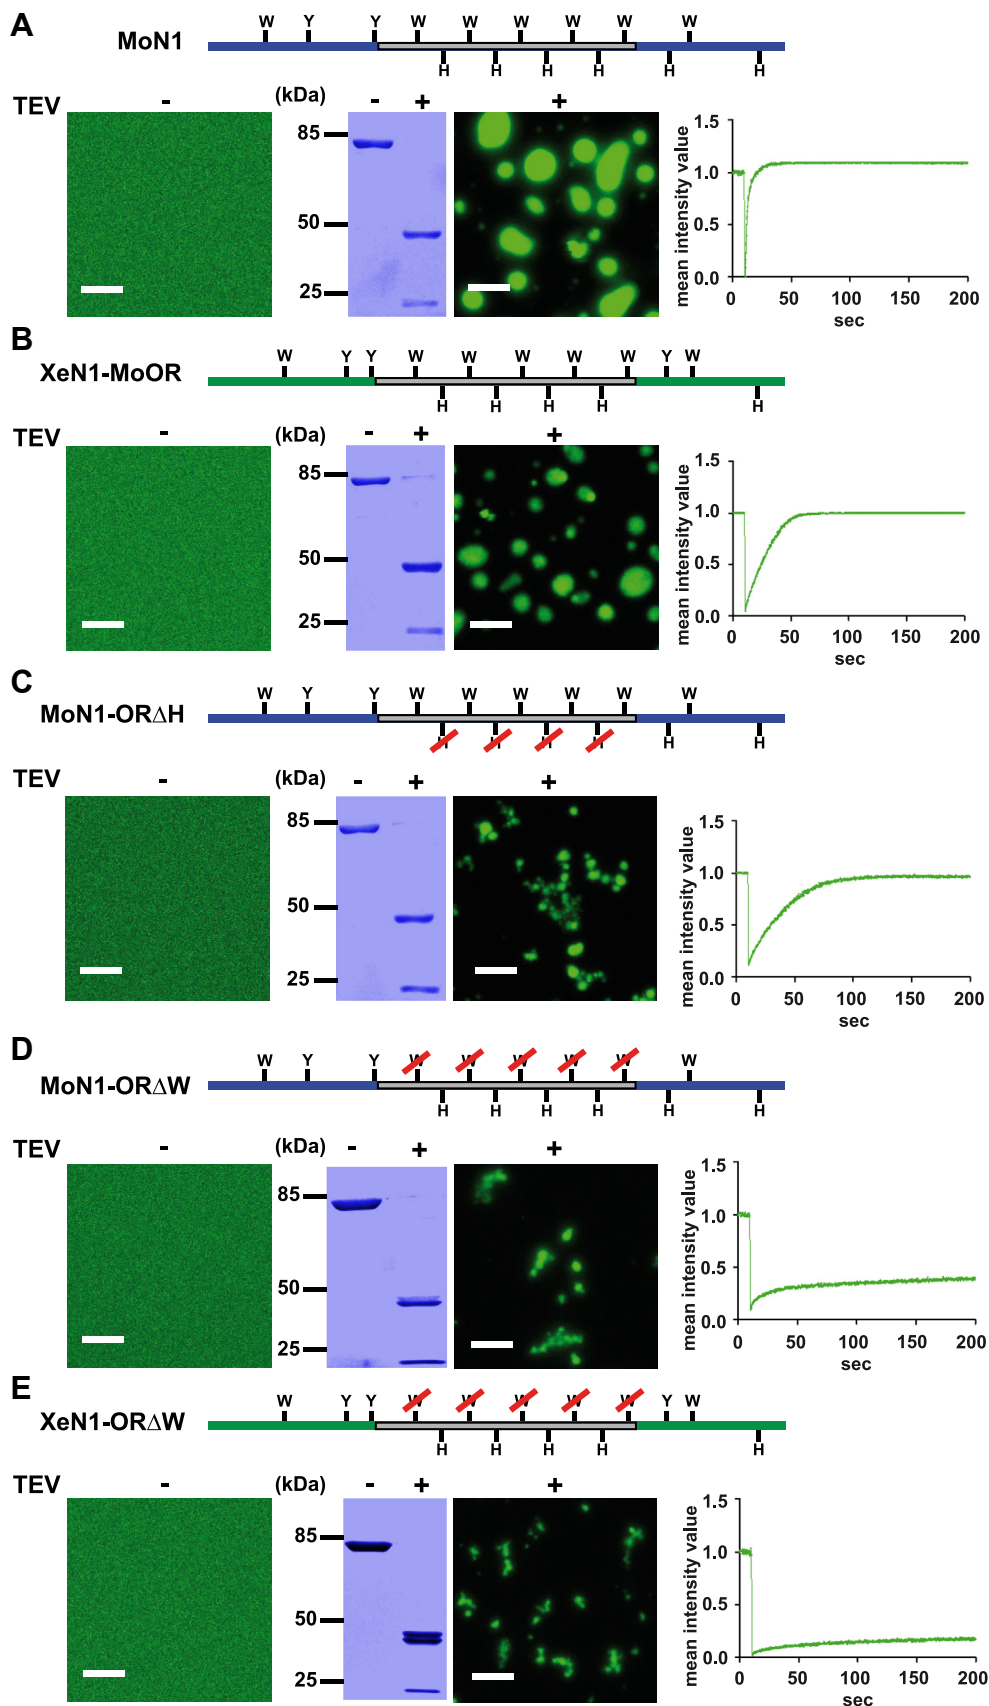 A
MoN1
W Y Y W W W W W W
H H H H H H
TEV - (kDa) - + +
85
50
25
mean intensity value
1.5
1.0
0.5
0.0
0 50 100 150 200
sec
B
XeN1-MoOR
W Y Y W W W W W Y W
H H H H H
TEV - (kDa) - + +
85
50
25
mean intensity value
1.5
1.0
0.5
0.0
0 50 100 150 200
sec
C
MoN1-ORΔH
W Y Y W W W W W W
H H H H H H
TEV - (kDa) - + +
85
50
25
mean intensity value
1.5
1.0
0.5
0.0
0 50 100 150 200
sec
D
MoN1-ORΔW
W Y Y W W W W W W
H H H H H H
TEV - (kDa) - + +
85
50
25
mean intensity value
1.5
1.0
0.5
0.0
0 50 100 150 200
sec
E
XeN1-ORΔW
W Y Y W W W W W Y W
H H H H H
TEV - (kDa) - + +
85
50
25
mean intensity value
1.5
1.0
0.5
0.0
0 50 100 150 200
sec